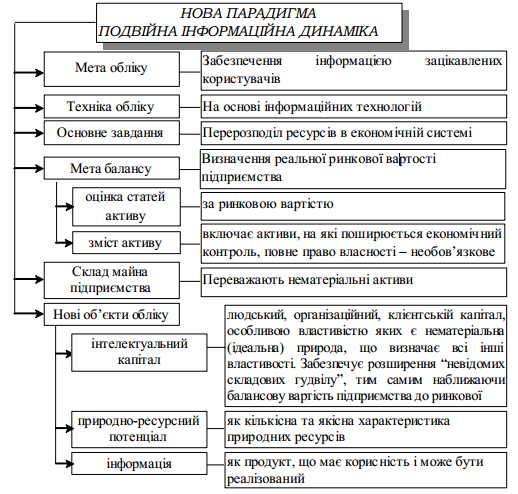 НОВА ПАРАДИГМА
ПОДВІЙНА ІНФОРМАЦІЙНА ДИНАМІКА
Мета обліку
Забезпечення інформацією зацікавлених
користувачів
Техніка обліку
На основі інформаційних технологій
Основне завдання
Перерозподіл ресурсів в економічній системі
Мета балансу
Визначення реальної ринкової вартості
підприємства
оцінка статей
активу
за ринковою вартістю
зміст активу
включає активи, на які поширюється економічний
контроль, повне право власності – необов’язкове
Склад майна
підприємства
Переважають нематеріальні активи
Нові об’єкти обліку
інтелектуальний
капітал
людський, організаційний, клієнтській капітал,
особливою властивістю яких є нематеріальна
(ідеальна) природа, що визначає всі інші
властивості. Забезпечує розширення “невідомих
складових гудвілу”, тим самим наближаючи
балансову вартість підприємства до ринкової
природно-ресурсний
потенціал
як кількісна та якісна характеристика
природних ресурсів
інформація
як продукт, що має корисність і може бути
реалізований